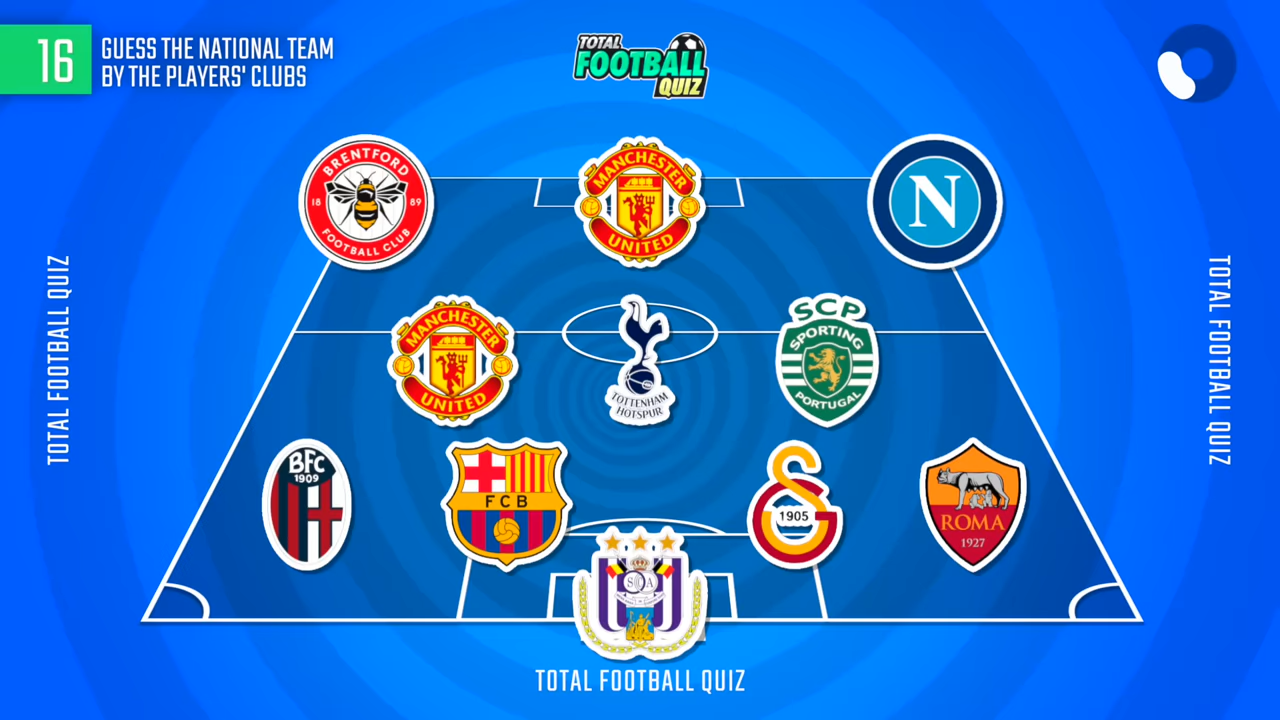 16
GUESS THE NATIONAL TEAM
BY THE PLAYERS' CLUBS
TOTAL
FOOTBALL
QUIZ
BRENTFORD
18 89
FOOTBALL CLUB
MANCHESTER
UNITED
N
MANCHESTER
UNITED
TOTTENHAM
HOTSPUR
SCP
SPORTING
PORTUGAL
BFC
1909
FCB
1905
ROMA
1927
TOTAL FOOTBALL QUIZ
TOTAL FOOTBALL QUIZ
TOTAL FOOTBALL QUIZ